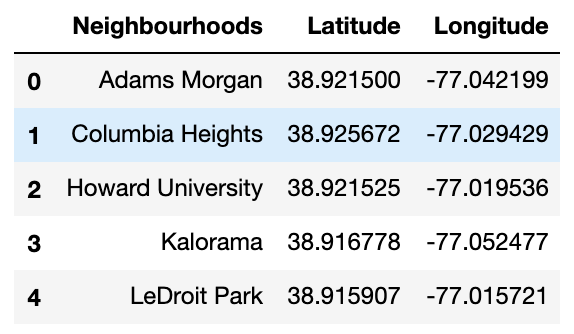 Neighbourhoods Latitude Longitude
0 Adams Morgan 38.921500 -77.042199
1 Columbia Heights 38.925672 -77.029429
2 Howard University 38.921525 -77.019536
3 Kalorama 38.916778 -77.052477
4 LeDroit Park 38.915907 -77.015721